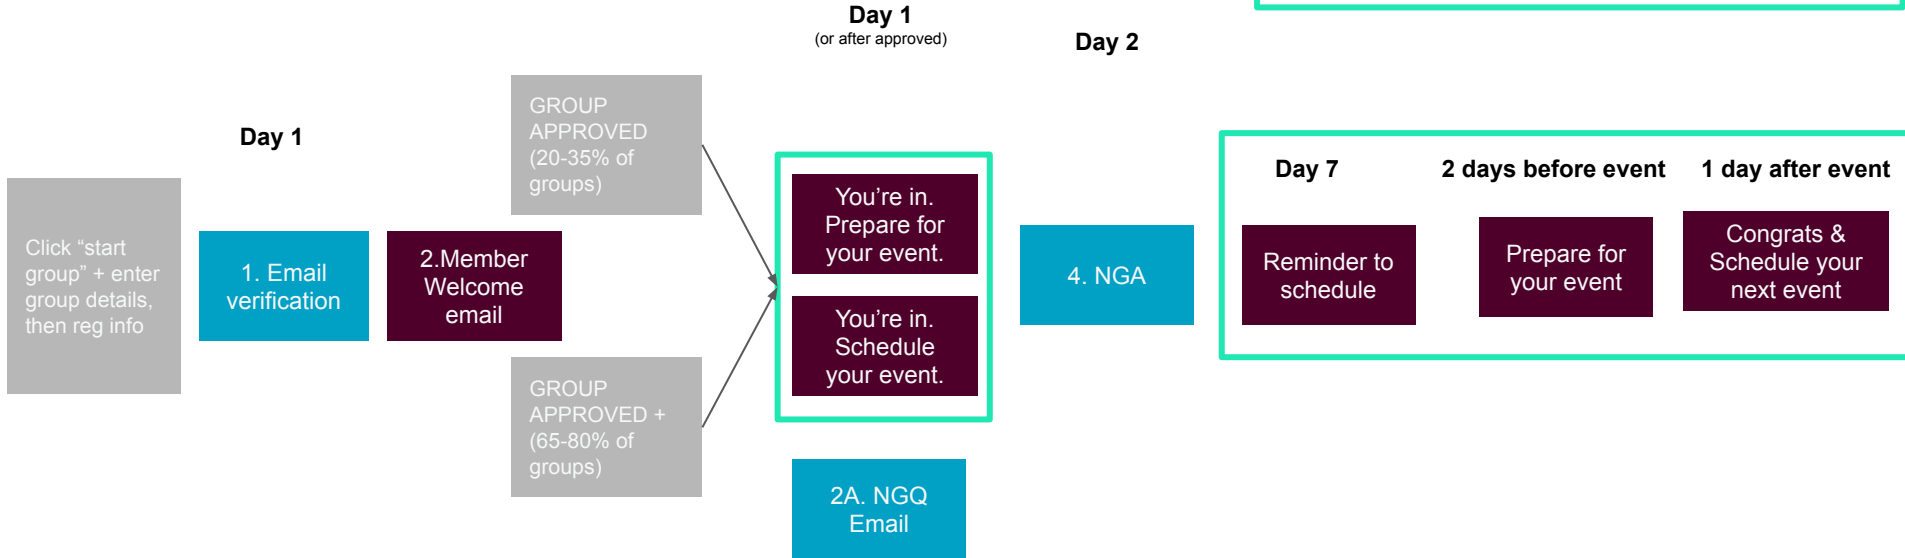 Day 1
(or after approved)
Day 2
GROUP
APPROVED
(20-35% of
groups)
Day 1
Day 7
2 days before event
1 day after event
Click “start
group” + enter
group details,
then reg info
1. Email
verification
2.Member
Welcome
email
You’re in.
Prepare for
your event.
You’re in.
Schedule
your event.
4. NGA
Reminder to
schedule
Prepare for
your event
Congrats &
Schedule your
next event
GROUP
APPROVED +
(65-80% of
groups)
2A. NGQ
Email